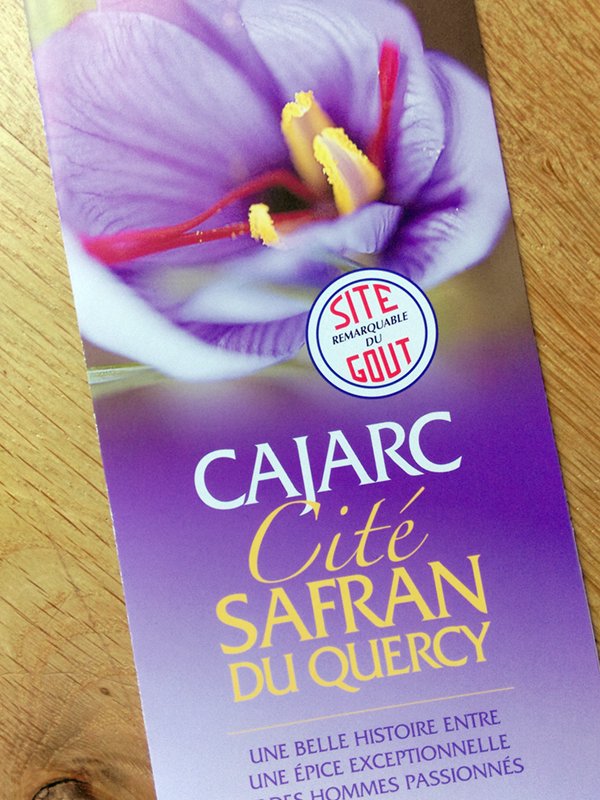 SITE
REMARQUABLE
DU
GOUT
CAJARC
Cité
SAFRAN
DU QUERCY
UNE BELLE HISTOIRE ENTRE
UNE ÉPICE EXCEPTIONNELLE
DES HOMMES PASSIONNÉS